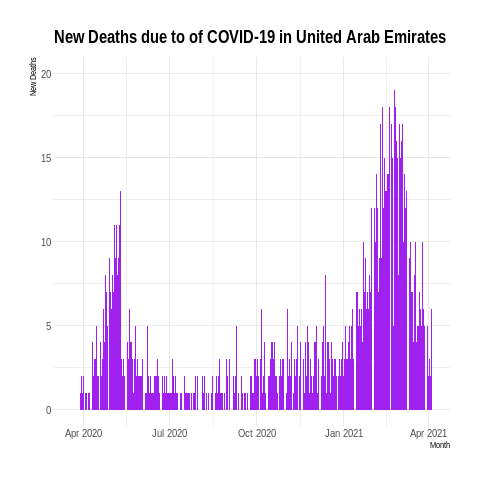 New Deaths due to of COVID-19 in United Arab Emirates
New Deaths
20
15
10
5
0
Apr 2020 Jul 2020 Oct 2020 Jan 2021 Apr 2021
Month